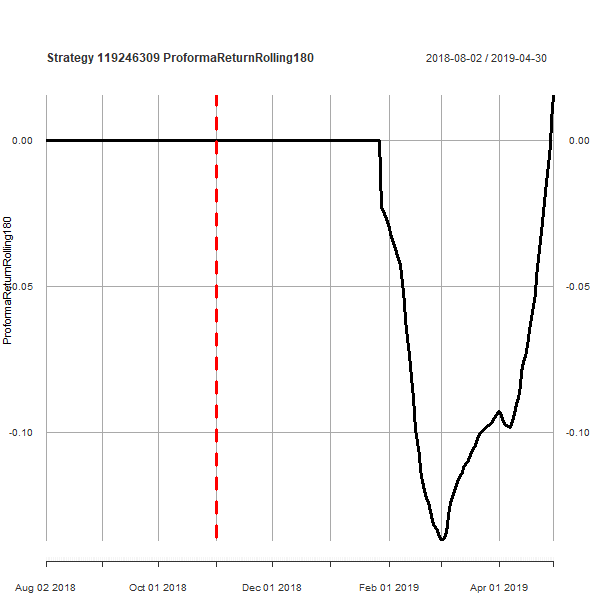 Strategy 119246309 ProformaReturnRolling180
2018-08-02 / 2019-04-30
0.00
0.00
ProformaReturnRolling180
-0.05
-0.05
-0.10
-0.10
Aug 02 2018
Oct 01 2018
Dec 01 2018
Feb 01 2019
Apr 01 2019